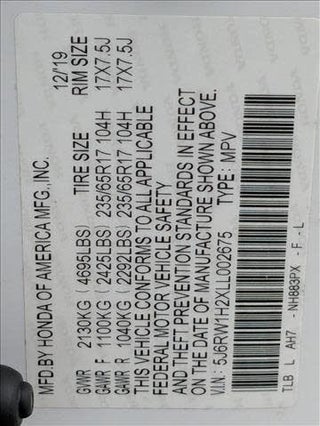 MFD.BY HONDA OF AMERICA MFG.,INC. 12/19
GVWR 2130KG (4695LBS) TIRE SIZE RIM SIZE
GAWR F 1100KG (2425LBS) 235/65R17 104H 17X7.5J
GAWR R 1040KG (2292LBS) 235/65R17 104H 17X7.5J
THIS VEHICLE CONFORMS TO ALL APPLICABLE
FEDERAL MOTOR VEHICLE SAFETY
AND THEFT PREVENTION STANDARDS IN EFFECT
ON THE DATE OF MANUFACTURE SHOWN ABOVE.
V.I.N.: 5J6RW1H2XLL002675 TYPE: MPV
TLB L AH7 -NH883PX -F -L